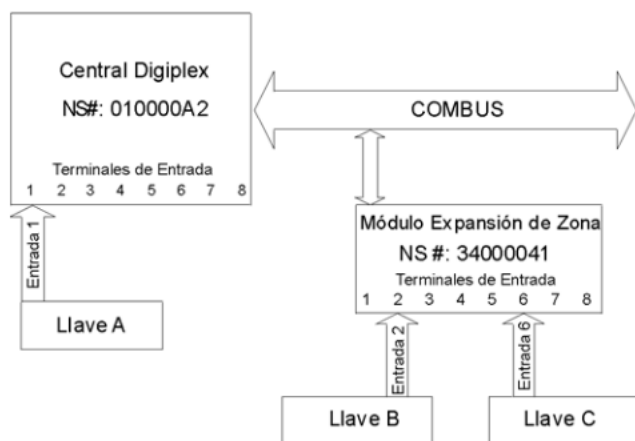 Central Digiplex
NS#: 010000A2
Terminales de Entrada
1 2 3 4 5 6 7 8
Entrada 1
Llave A
COMBUS
Módulo Expansión de Zona
NS #: 34000041
Terminales de Entrada
1 2 3 4 5 6 7 8
Entrada 2
Entrada 6
Llave B
Llave C